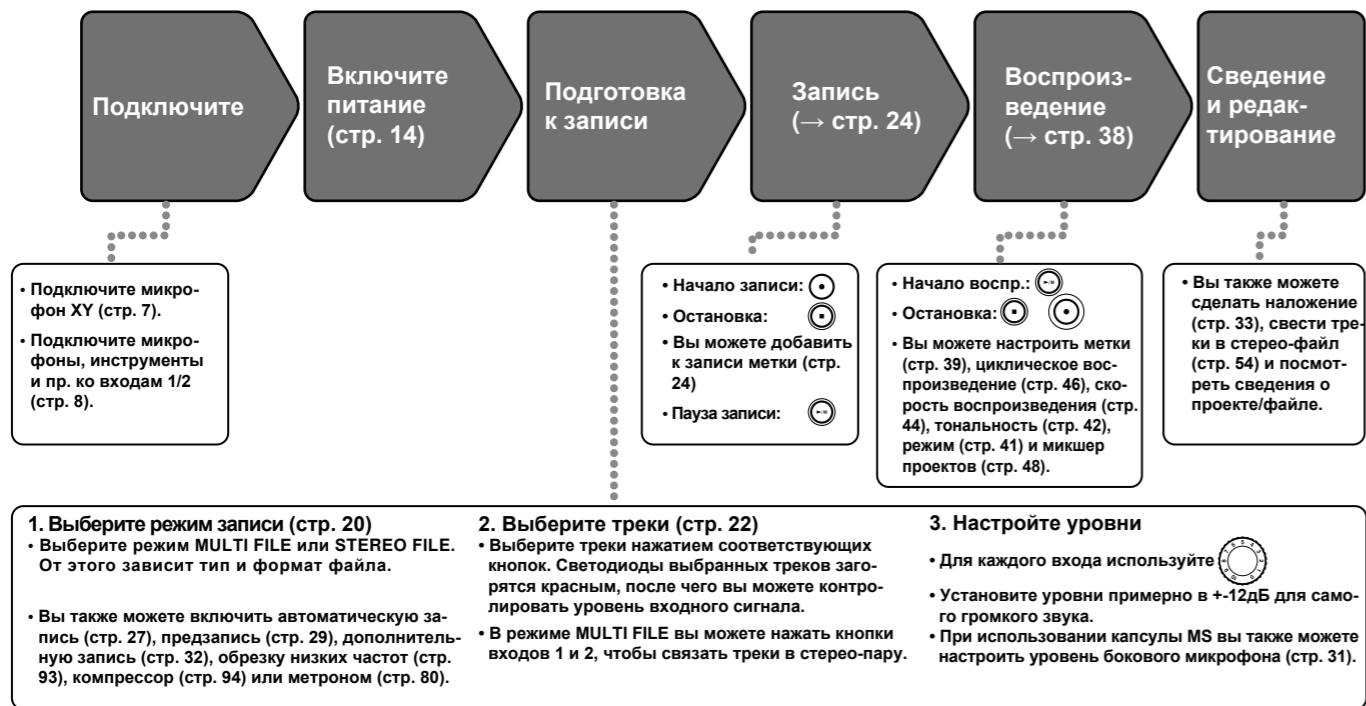 Подключите
Включите
питание
(стр. 14)
Подготовка
к записи
Запись
(→ стр. 24)
Воспроиз-
ведение
(→ стр. 38)
Сведение
и редак-
тирование
• Подключите микро-
фон XY (стр. 7).
• Подключите микро-
фоны, инструменты
и пр. ко входам 1/2
(стр. 8).
• Начало записи:
• Остановка:
• Вы можете добавить
к записи метки (стр.
24)
• Пауза записи:
• Начало воспр.:
• Остановка:
• Вы можете настроить метки
(стр. 39), циклическое вос-
произведение (стр. 46), ско-
рость воспроизведения (стр.
44), тональность (стр. 42),
режим (стр. 41) и микшер
проектов (стр. 48).
• Вы также можете
сделать наложение
(стр. 33), свести тре-
ки в стерео-файл
(стр. 54) и посмот-
реть сведения о
проекте/файле.
1. Выберите режим записи (стр. 20)
• Выберите режим MULTI FILE или STEREO FILE.
От этого зависит тип и формат файла.
• Вы также можете включить автоматическую за-
пись (стр. 27), предзапись (стр. 29), дополнитель-
ную запись (стр. 32), обрезку низких частот (стр.
93), компрессор (стр. 94) или метроном (стр. 80).
2. Выберите треки (стр. 22)
• Выберите треки нажатием соответствующих
кнопок. Светодиоды выбранных треков заго-
рятся красным, после чего вы можете контро-
лировать уровень входного сигнала.
• В режиме MULTI FILE вы можете нажать кнопки
входов 1 и 2, чтобы связать треки в стерео-пару.
3. Настройте уровни
• Для каждого входа используйте
• Установите уровни примерно в +-12дБ для само-
го громкого звука.
• При использовании капсулы MS вы также можете
настроить уровень бокового микрофона (стр. 31).